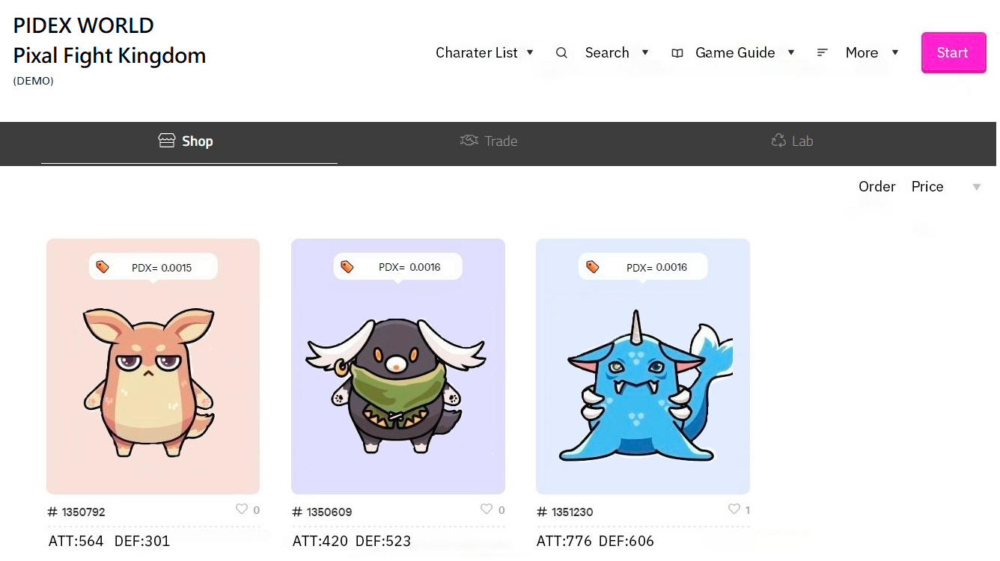 PIDEX WORLD
Pixal Fight Kingdom
(DEMO)
Charater List Search Game Guide More Start
Shop Trade Lab
Order Price
PDX= 0.0015 PDX= 0.0016 PDX= 0.0016
# 1350792 0 # 1350609 0 # 1351230 1
ATT:564 DEF:301 ATT:420 DEF:523 ATT:776 DEF:606